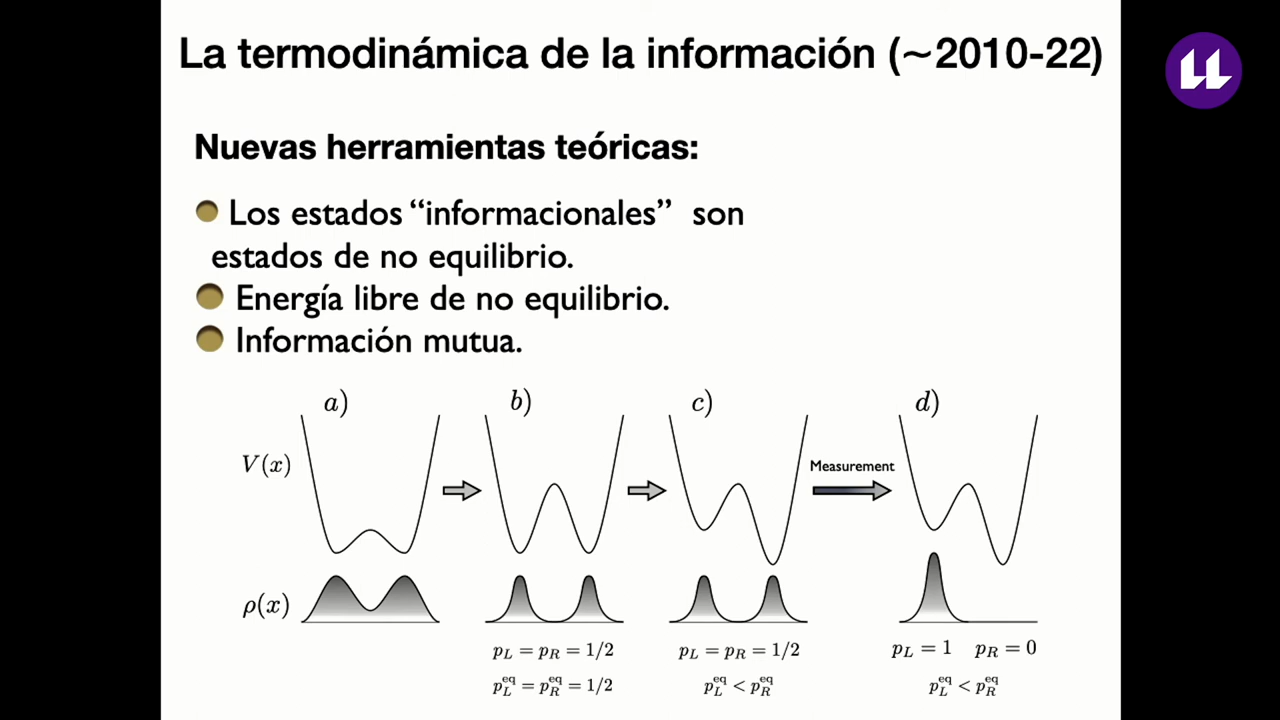 La termodinámica de la información (~2010-22)
Nuevas herramientas teóricas:
Los estados “informacionales” son
estados de no equilibrio.
Energía libre de no equilibrio.
Información mutua.
a) b) c) d)
V(x)
Measurement
ρ(x)
p_L = p_R = 1/2 p_L = p_R = 1/2 p_L = 1 p_R = 0
p_L^eq = p_R^eq = 1/2 p_L^eq < p_R^eq p_L^eq < p_R^eq